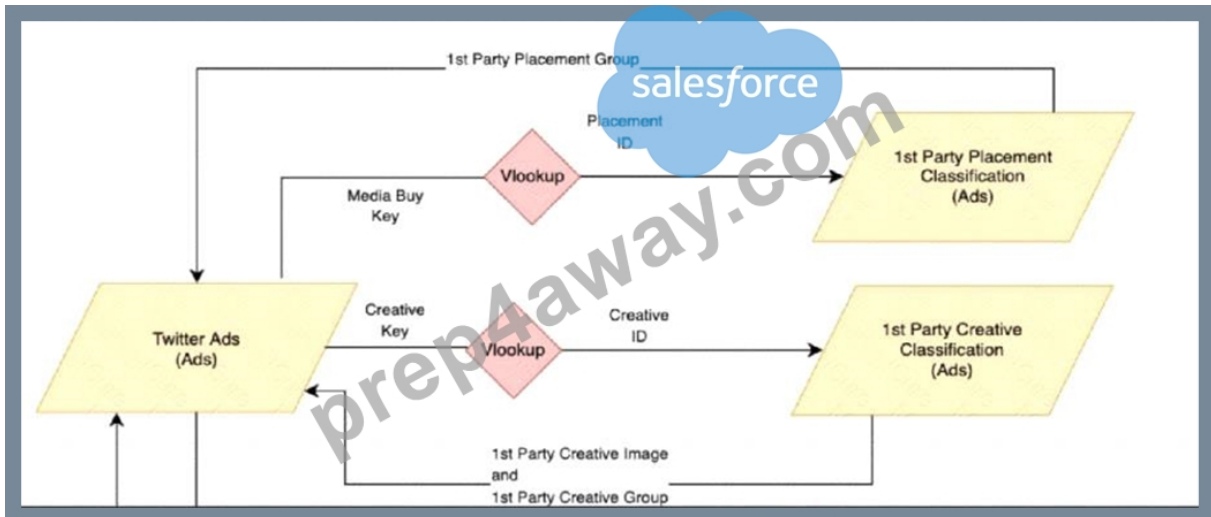 1st Party Placement Group
salesforce
Placement
ID
Vlookup
Media Buy
Key
1st Party Placement
Classification
(Ads)
Creative
Key
Creative
ID
Vlookup
Twitter Ads
(Ads)
1st Party Creative
Classification
(Ads)
1st Party Creative Image
and
1st Party Creative Group
prep4away.com